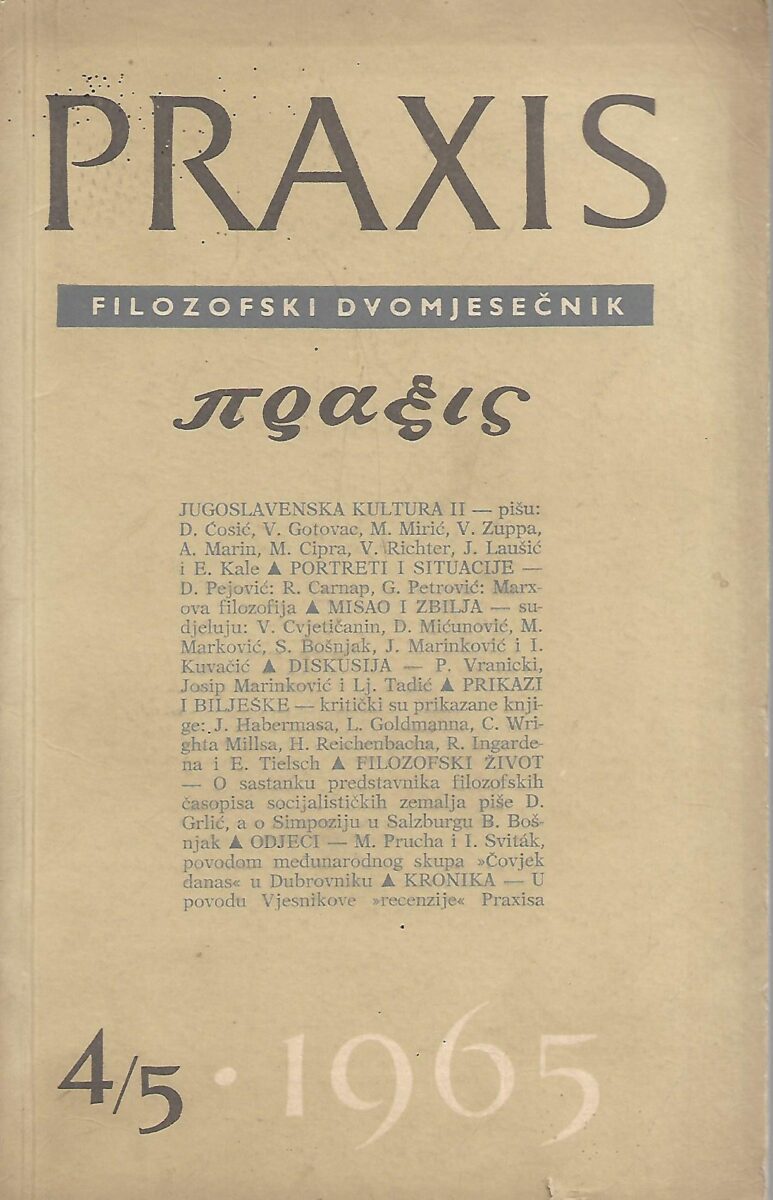 PRAXIS
FILOZOFSKI DVOMJESEČNIK
πραξις
JUGOSLAVENSKA KULTURA II — pišu:
D. Ćosić, V. Gotovac, M. Mirić, V. Zuppa,
A. Marin, M. Cipra, V. Richter, J. Laušić
i E. Kale ▲ PORTRETI I SITUACIJE —
D. Pejović: R. Carnap, G. Petrović: Marx-
ova filozofija ▲ MISAO I ZBILJA — su-
djeluju: V. Cvjetičanin, D. Mićunović, M.
Marković, S. Bošnjak, J. Marinković i I.
Kuvačić ▲ DISKUSIJA — P. Vranicki,
Josip Marinković i Lj. Tadić ▲ PRIKAZI
I BILJEŠKE — kritički su prikazane knji-
ge: J. Habermasa, L. Goldmanna, C. Wri-
ghta Millsa, H. Reichenbacha, R. Ingarde-
na i E. Tielsch ▲ FILOZOFSKI ŽIVOT
— O sastanku predstavnika filozofskih
časopisa socijalističkih zemalja piše D.
Grlić, a o Simpoziju u Salzburgu B. Boš-
njak ▲ ODJECI — M. Prucha i I. Sviták,
povodom međunarodnog skupa »Čovjek
danas« u Dubrovniku ▲ KRONIKA — U
povodu Vjesnikove »recenzije« Praxisa
4/5 · 1965